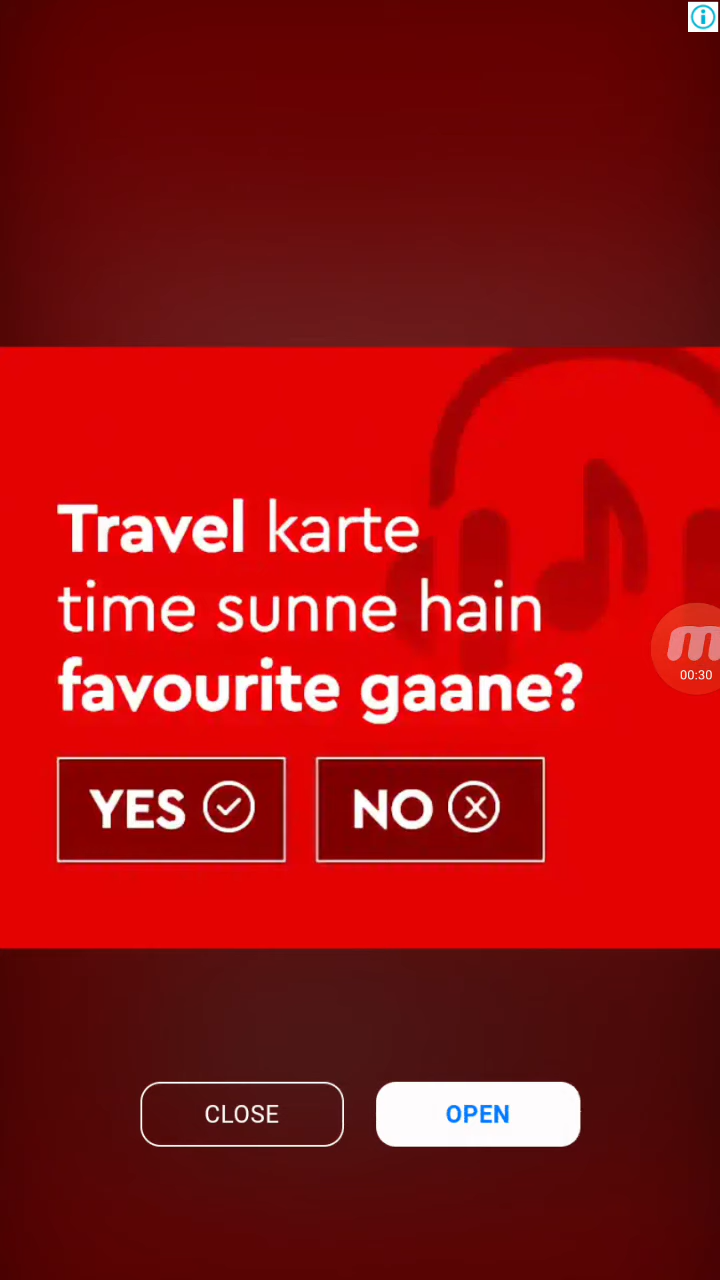 Travel karte
time sunne hain
favourite gaane?
YES
NO
00:30
CLOSE
OPEN